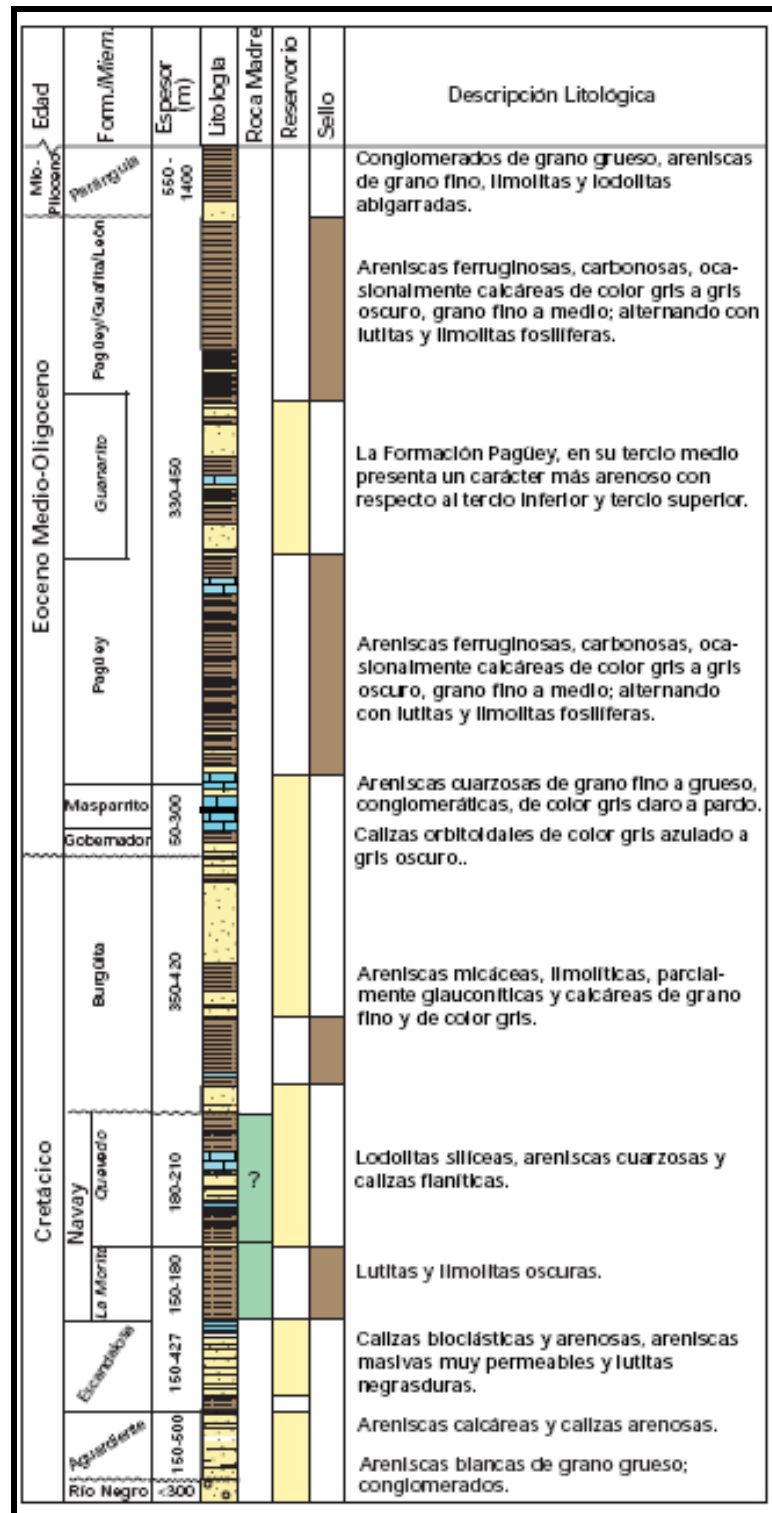 Edad
Form./Miem.
Espesor
(m)
Litología
Roca Madre
Reservorio
Sello
Descripción Litológica
Mio-
Plioceno
Parángula
550 -
1400
Conglomerados de grano grueso, areniscas
de grano fino, limolitas y lodolitas
abigarradas.
Eoceno Medio-Oligoceno
Pagüey/Guafita/León
Areniscas ferruginosas, carbonosas, oca-
sionalmente calcáreas de color gris a gris
oscuro, grano fino a medio; alternando con
lutitas y limolitas fosilíferas.
Guanarito
330-450
La Formación Pagüey, en su tercio medio
presenta un carácter más arenoso con
respecto al tercio inferior y tercio superior.
Pagüey
Areniscas ferruginosas, carbonosas, oca-
sionalmente calcáreas de color gris a gris
oscuro, grano fino a medio; alternando
con lutitas y limolitas fosilíferas.
Masparrito
50-300
Areniscas cuarzosas de grano fino a grueso,
conglomeráticas, de color gris claro a pardo.
Gobernador
Calizas orbitoidales de color gris azulado a
gris oscuro..
Cretácico
Burgüita
350-420
Areniscas micáceas, limolíticas, parcial-
mente glauconíticas y calcáreas de grano
fino y de color gris.
Navay
Quevedo
180-210
?
Lodolitas silíceas, areniscas cuarzosas y
calizas flaníticas.
La Morita
150-180
Lutitas y limolitas oscuras.
Escandalosa
150-427
Calizas bioclásticas y arenosas, areniscas
masivas muy permeables y lutitas
negrasduras.
Aguardiente
150-500
Areniscas calcáreas y calizas arenosas.
Areniscas blancas de grano grueso;
conglomerados.
Río Negro
<300